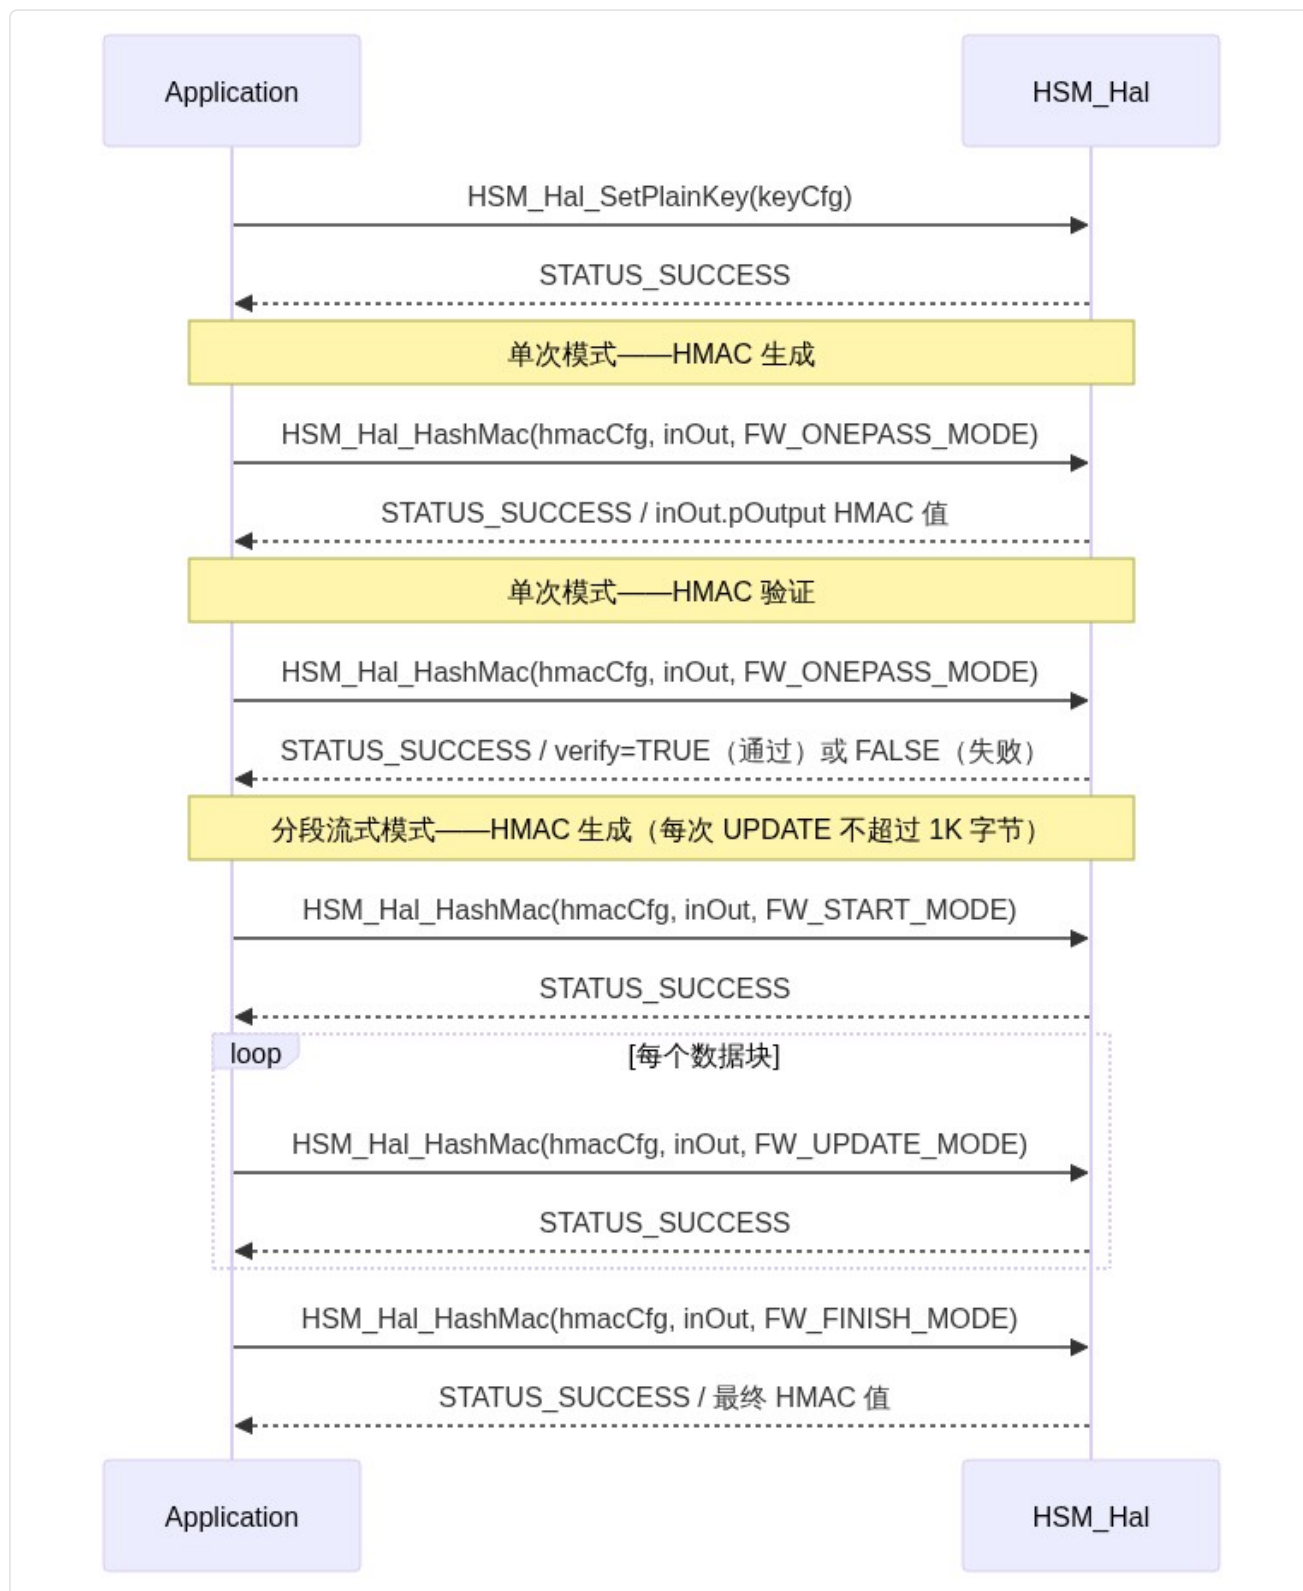 Application HSM_Hal
HSM_Hal_SetPlainKey(keyCfg)
STATUS_SUCCESS
单次模式——HMAC 生成
HSM_Hal_HashMac(hmacCfg, inOut, FW_ONEPASS_MODE)
STATUS_SUCCESS / inOut.pOutput HMAC 值
单次模式——HMAC 验证
HSM_Hal_HashMac(hmacCfg, inOut, FW_ONEPASS_MODE)
STATUS_SUCCESS / verify=TRUE（通过）或 FALSE（失败）
分段流式模式——HMAC 生成（每次 UPDATE 不超过 1K 字节）
HSM_Hal_HashMac(hmacCfg, inOut, FW_START_MODE)
STATUS_SUCCESS
loop [每个数据块]
HSM_Hal_HashMac(hmacCfg, inOut, FW_UPDATE_MODE)
STATUS_SUCCESS
HSM_Hal_HashMac(hmacCfg, inOut, FW_FINISH_MODE)
STATUS_SUCCESS / 最终 HMAC 值
Application HSM_Hal